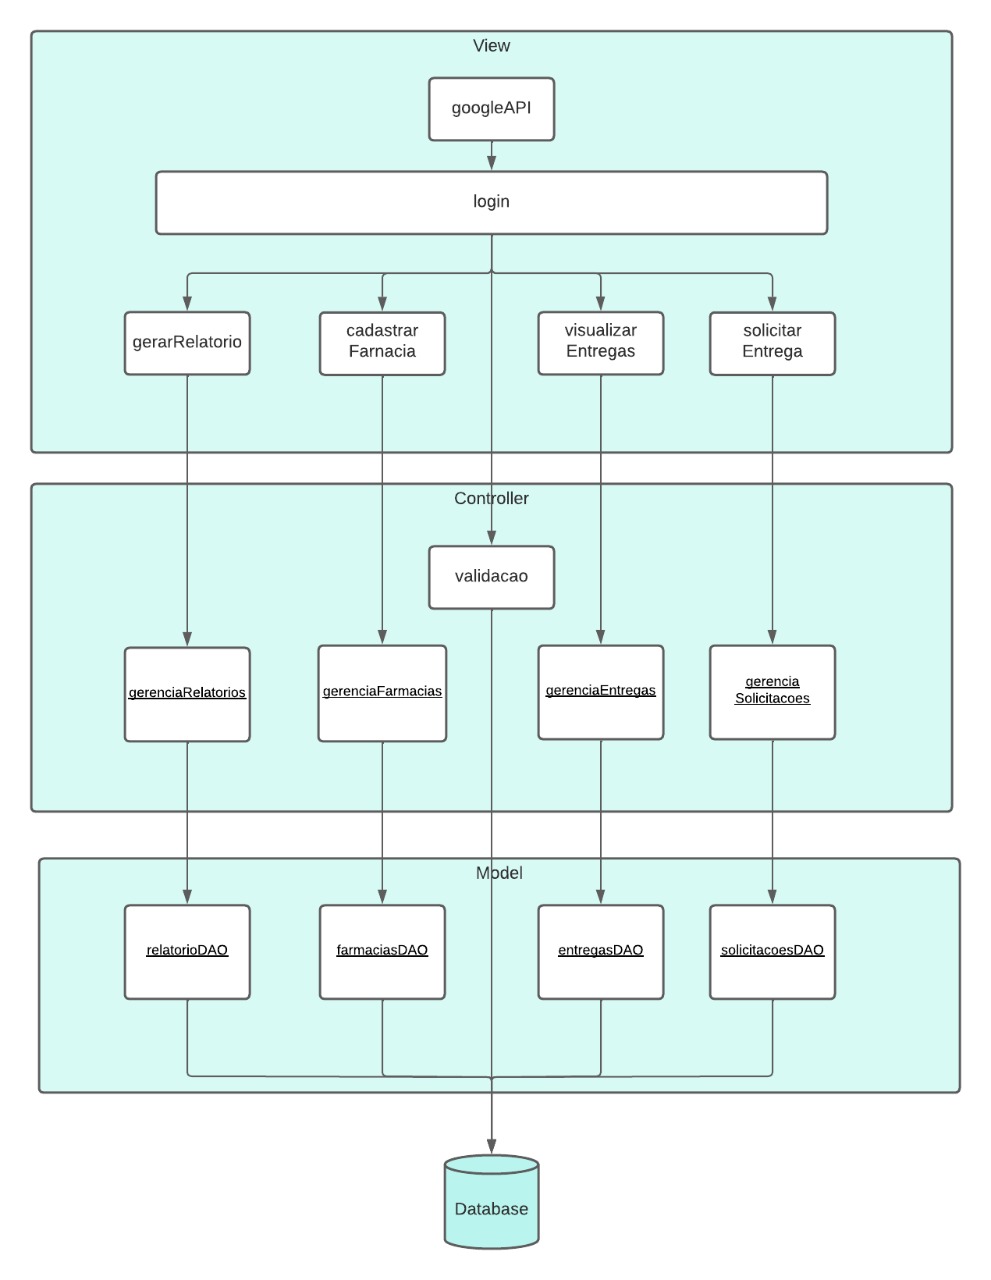 View
googleAPI
login
gerarRelatorio
cadastrar
Farnacia
visualizar
Entregas
solicitar
Entrega
Controller
validacao
gerenciaRelatorios
gerenciaFarmacias
gerenciaEntregas
gerencia
Solicitacoes
Model
relatorioDAO
farmaciasDAO
entregasDAO
solicitacoesDAO
Database